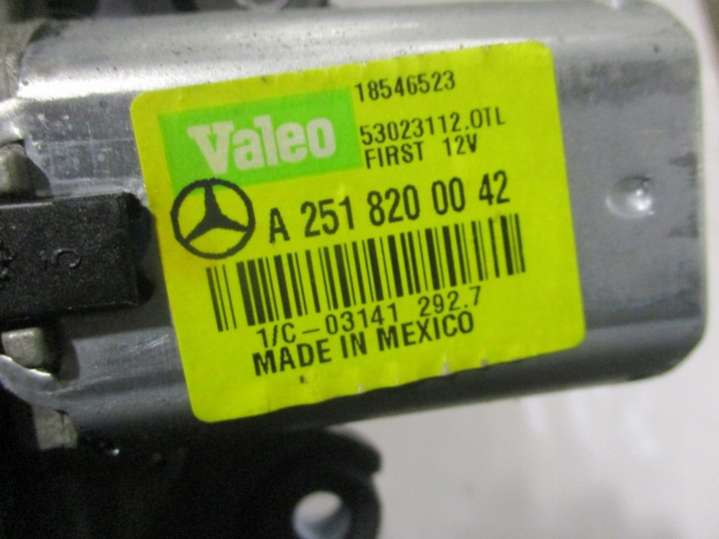 18546523
Valeo
53023112.OTL
FIRST 12V
A 251 820 00 42
1/C-03141 292.7
MADE IN MEXICO